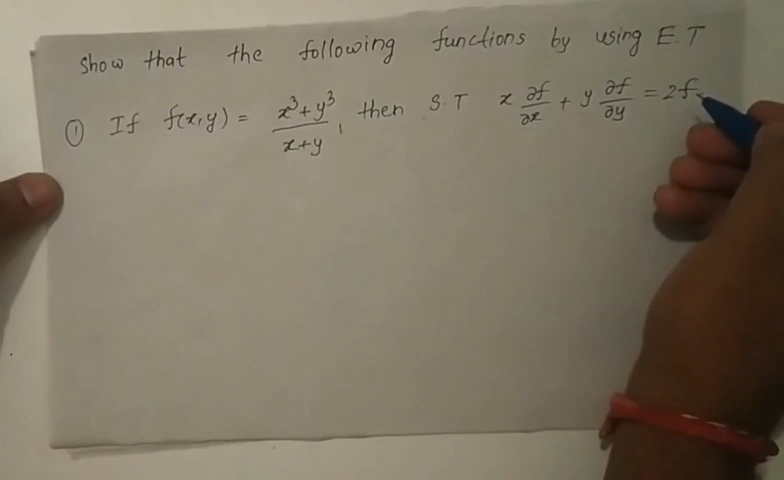 Show that the following functions by using E.T
① If f(x,y) = x³+y³/x+y, then S.T x ∂f/∂x + y ∂f/∂y = 2f